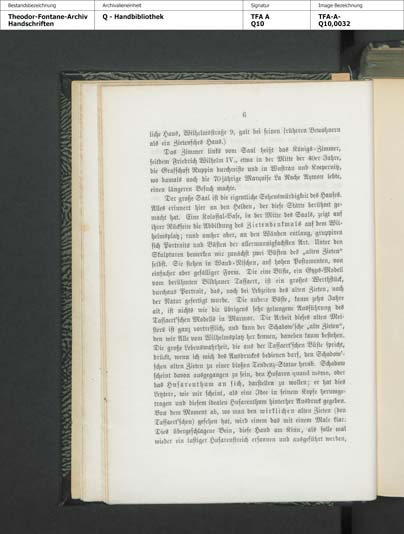 Bestandsbezeichnung
Archivalieneinheit
Signatur
Image-Bezeichnung
Theodor-Fontane-Archiv
Handschriften
Q - Handbibliothek
TFA A
Q10
TFA-A-
Q10,0032
6
liche Haus, Wilhelmsstraße 9, galt bei seinen früheren Bewohnern
als ein Zietensches Haus.)
Das Zimmer links vom Saal heißt das Königs-Zimmer,
seitdem Friedrich Wilhelm IV., etwa in der Mitte der 40er Jahre,
die Grafschaft Ruppin durchreiste und in Wustrau und Koepernitz,
wo damals noch die 70jährige Marquise La Roche Aymon lebte,
einen längeren Besuch machte.
Der große Saal ist die eigentliche Sehenswürdigkeit des Hauses.
Alles erinnert hier an den Helden, der diese Stätte berühmt ge-
macht hat. Eine Kolossal-Vase, in der Mitte des Saals, zeigt auf
ihrer Rückseite die Abbildung des Zietendenkmals auf dem Wil-
helmsplatz; rund umher aber, an den Wänden entlang, gruppiren
sich Portraits und Büsten der allermannigfachsten Art. Unter den
Skulpturen bemerken wir zunächst zwei Büsten des „alten Zieten“
selbst. Sie stehen in Wand-Nischen, auf hohen Postamenten, von
einfacher aber gefälliger Form. Die eine Büste, ein Gyps-Modell
vom berühmten Bildhauer Tassaert, ist ein großes Werthstück,
durchaus Portrait, das, noch bei Lebzeiten des alten Zieten, nach
der Natur gefertigt wurde. Die andere Büste, kaum zehn Jahre
alt, ist nichts wie die übrigens sehr gelungene Ausführung des
Tassaert'schen Modells in Marmor. Die Arbeit dieses alten Mei-
sters ist ganz vortrefflich, und kann der Schadow'sche „alte Zieten“,
den wir Alle vom Wilhelmsplatz her kennen, daneben kaum bestehen.
Die große Lebenswahrheit, die aus der Tassaert'schen Büste spricht,
drückt, wenn ich mich des Ausdruckes bedienen darf, den Schadow'-
schen alten Zieten zu einer bloßen Tendenz-Statue herab. Schadow
scheint davon ausgegangen zu sein, den Husaren quand même, oder
das Husarenthum an sich, darstellen zu wollen; er hat dies
Letztere, wie mir scheint, als eine Idee in seinem Kopfe herumge-
tragen und diesem idealen Husarenthum hinterher Ausdruck gegeben.
Von dem Moment ab, wo man den wirklichen alten Zieten (den
Tassaert'schen) gesehen hat, wird einem das mit einem Male klar.
Dies übergeschlagene Bein, diese Hand am Kinn, als solle mal
wieder ein lustiger Husarenstreich ersonnen und ausgeführt werden,